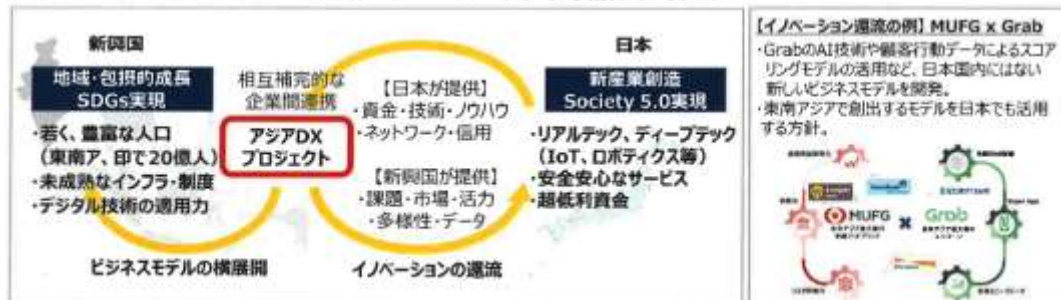 新興国
地域・包摂的成長
SDGs実現
・若く、豊富な人口
(東南ア、印で20億人)
・未成熟なインフラ・制度
・デジタル技術の適用力
相互補完的な
企業間連携
アジアDX
プロジェクト
【日本が提供】
・資金・技術・ノウハウ
・ネットワーク・信用
【新興国が提供】
・課題・市場・活力
・多様性・データ
日本
新産業創造
Society 5.0実現
・リアルテック、ディープテック
(IoT、ロボティクス等)
・安全安心なサービス
・超低利資金
ビジネスモデルの横展開
イノベーションの還流
【イノベーション還流の例】MUFG x Grab
・GrabのAI技術や顧客行動データによるスコア
リングモデルの活用など、日本国内にはない
新しいビジネスモデルを開発。
・東南アジアで創出するモデルを日本でも活用
する方針。
MUFG
Grab